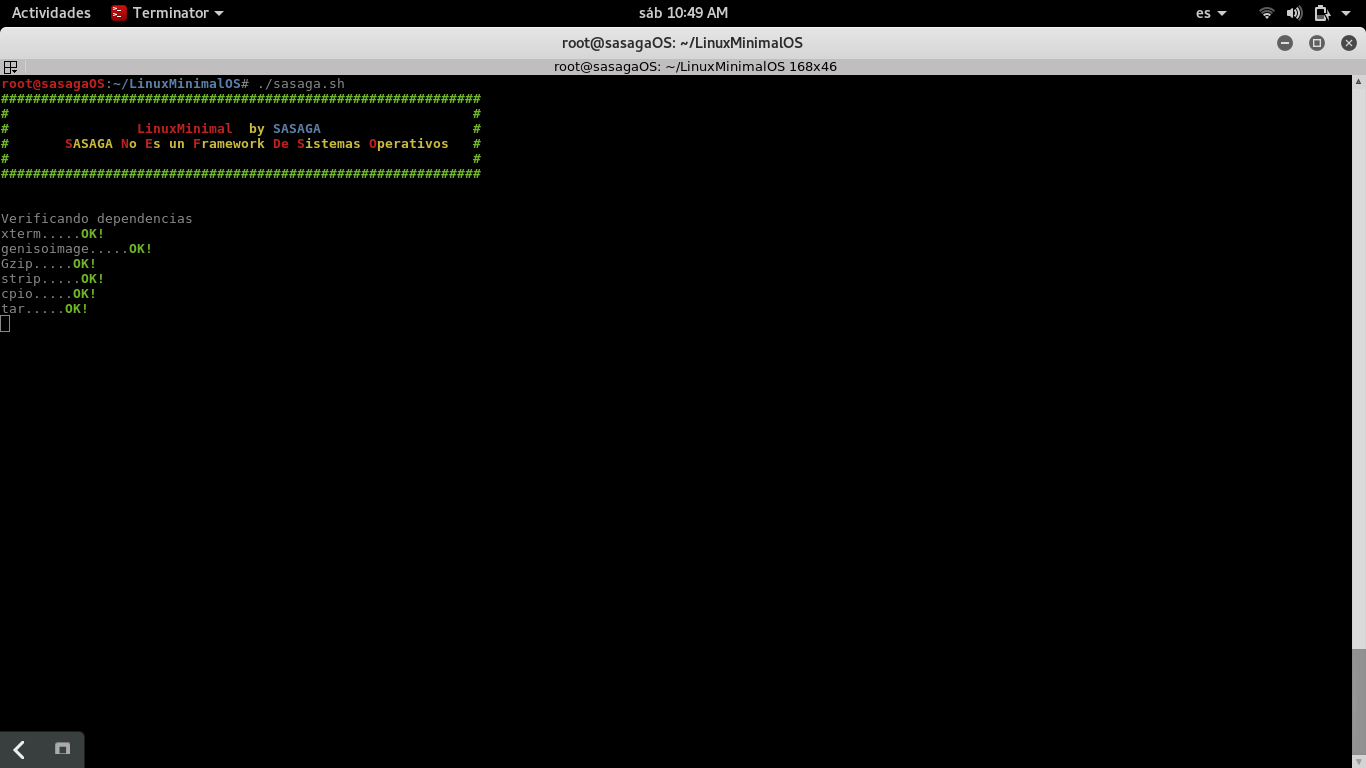 Actividades Terminator sáb 10:49 AM es
root@sasagaOS: ~/LinuxMinimalOS
root@sasagaOS: ~/LinuxMinimalOS 168x46
root@sasagaOS:~/LinuxMinimalOS# ./sasaga.sh
############################################################
# #
# LinuxMinimal by SASAGA #
# SASAGA No Es un Framework De Sistemas Operativos #
# #
############################################################
Verificando dependencias
xterm.....OK!
genisoimage.....OK!
Gzip.....OK!
strip.....OK!
cpio.....OK!
tar.....OK!